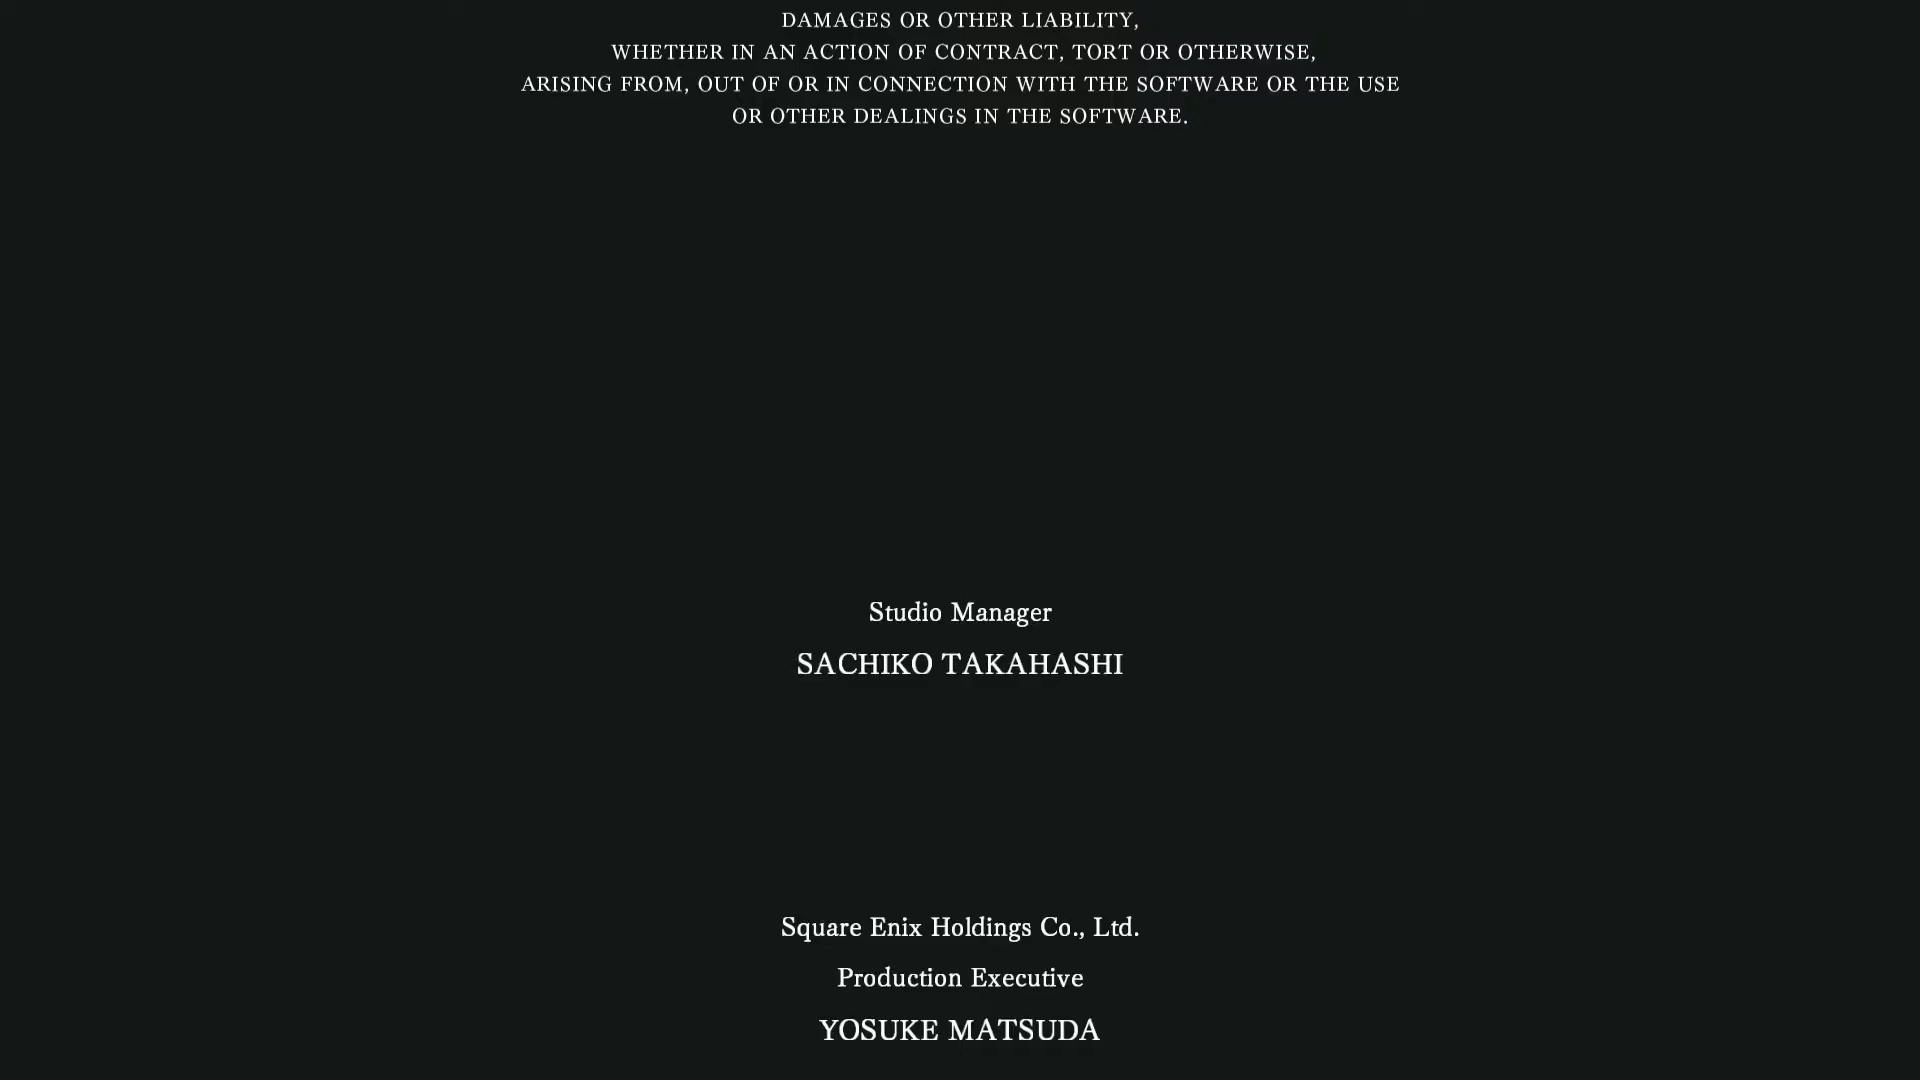 DAMAGES OR OTHER LIABILITY,
WHETHER IN AN ACTION OF CONTRACT, TORT OR OTHERWISE,
ARISING FROM, OUT OF OR IN CONNECTION WITH THE SOFTWARE OR THE USE
OR OTHER DEALINGS IN THE SOFTWARE.
Studio Manager
SACHIKO TAKAHASHI
Square Enix Holdings Co., Ltd.
Production Executive
YOSUKE MATSUDA